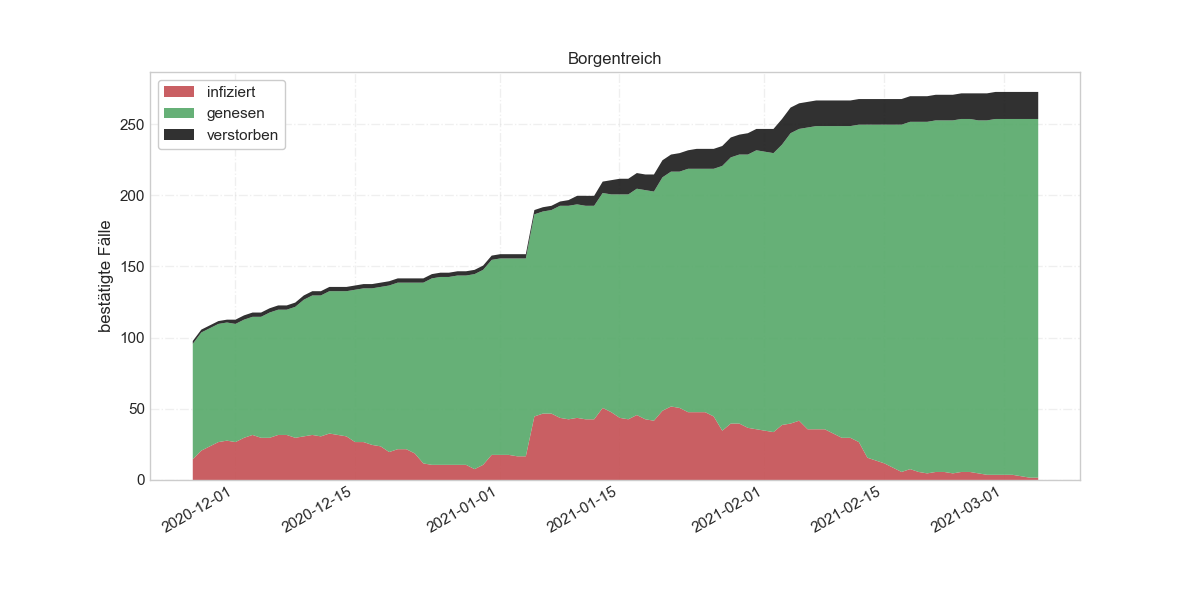 Borgentreich
infiziert
genesen
verstorben
bestätigte Fälle
250
200
150
100
50
0
2020-12-01
2020-12-15
2021-01-01
2021-01-15
2021-02-01
2021-02-15
2021-03-01